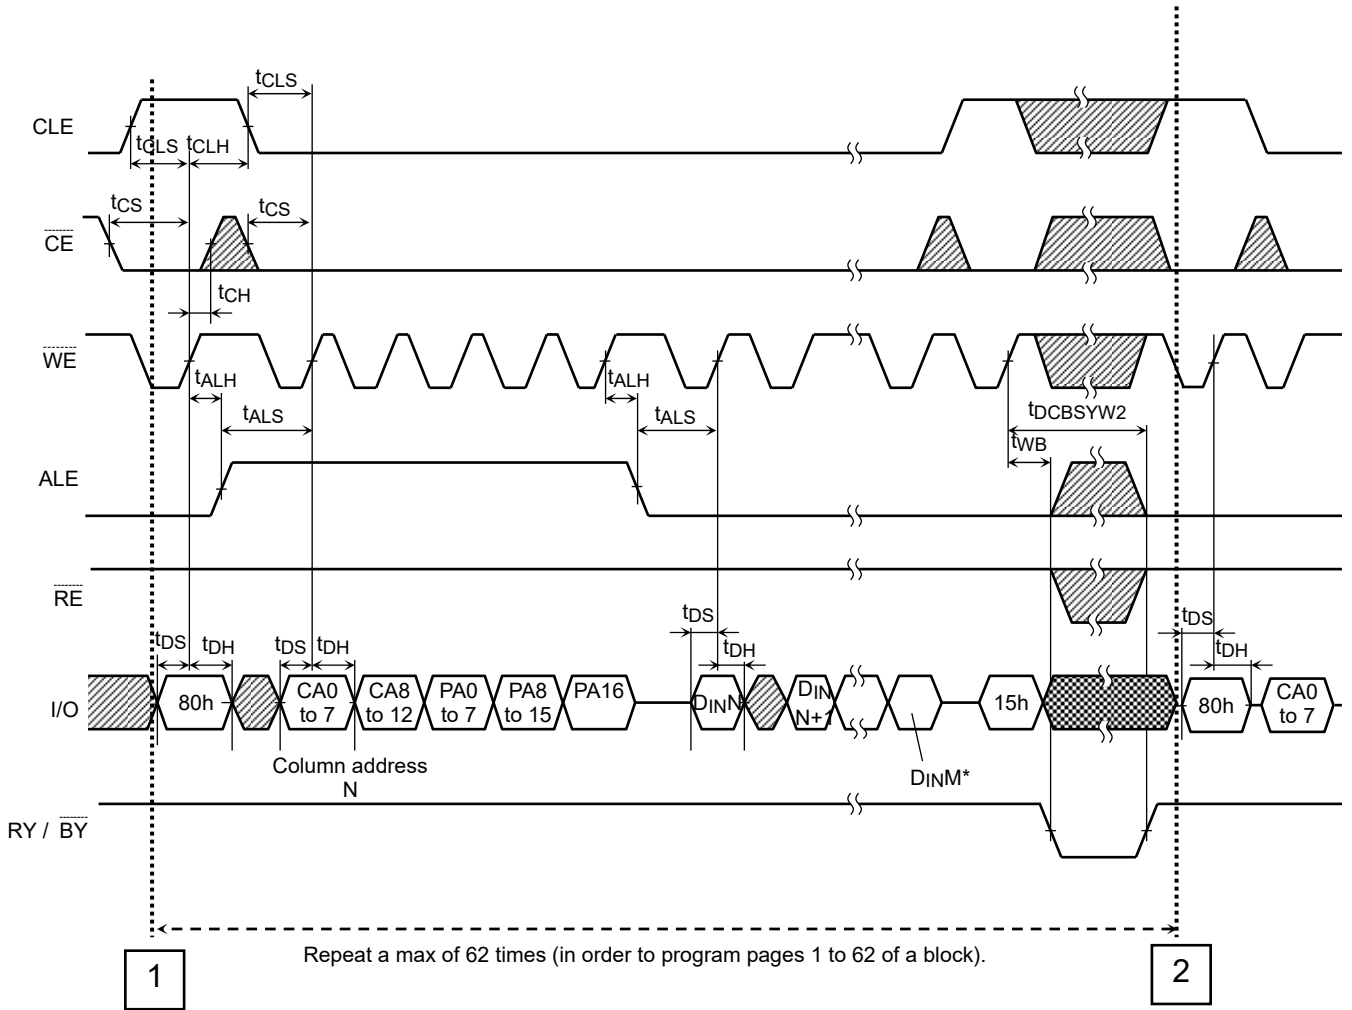 tCLS
CLE
tCLS
tCLH
tCS
tCS
CE
tCH
WE
tALH
tALH
tALS
tALS
tDCBSYW2
tWB
ALE
RE
tDS
tDH
tDS
tDH
tDS
tDH
tDS
tDH
I/O
80h
CA0
to 7
CA8
to 12
PA0
to 7
PA8
to 15
PA16
DINN
DIN
N+1
15h
80h
CA0
to 7
Column address
N
DINM*
RY / BY
Repeat a max of 62 times (in order to program pages 1 to 62 of a block).
1
2